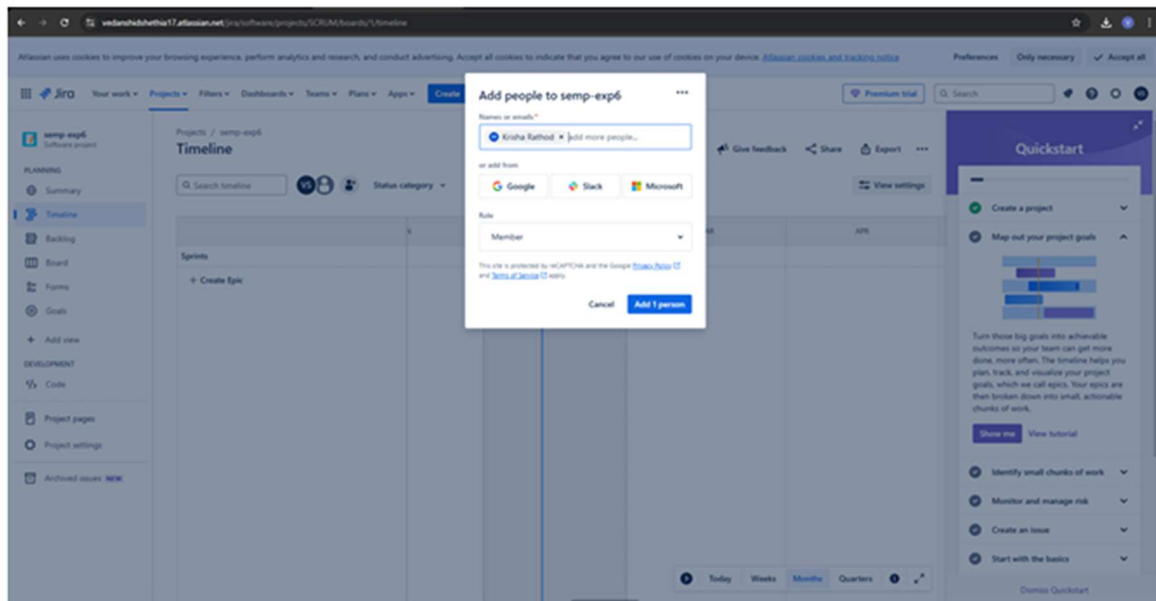 vedanshidshethia17.atlassian.net/jira/software/projects/SCRUM/boards/1/timeline
Atlassian uses cookies to improve your browsing experience, perform analytics and research, and conduct advertising. Accept all cookies to indicate that you agree to our use of cookies on your device. Atlassian cookies and tracking notice
Preferences Only necessary Accept all
Jira Your work Projects Filters Dashboards Teams Plans Apps Create Premium trial Search
semp-exp6
Software project
PLANNING
Summary
Timeline
Backlog
Board
Forms
Goals
Add view
DEVELOPMENT
Code
Project pages
Project settings
Archived issues NEW
Projects / semp-exp6
Timeline
Give feedback Share Export
Search timeline VS Status category View settings
APR
Sprints
+ Create Epic
Add people to semp-exp6
Names or emails*
Krisha Rathod × add more people...
or add from
Google Slack Microsoft
Role
Member
This site is protected by reCAPTCHA and the Google Privacy Policy
and Terms of Service apply.
Cancel Add 1 person
Quickstart
Create a project
Map out your project goals
Turn those big goals into achievable
outcomes so your team can get more
done, more often. The timeline helps you
plan, track, and visualize your project
goals, which we call epics. Your epics are
then broken down into small, actionable
chunks of work.
Show me View tutorial
Identify small chunks of work
Monitor and manage risk
Create an issue
Start with the basics
Dismiss Quickstart
Today Weeks Months Quarters